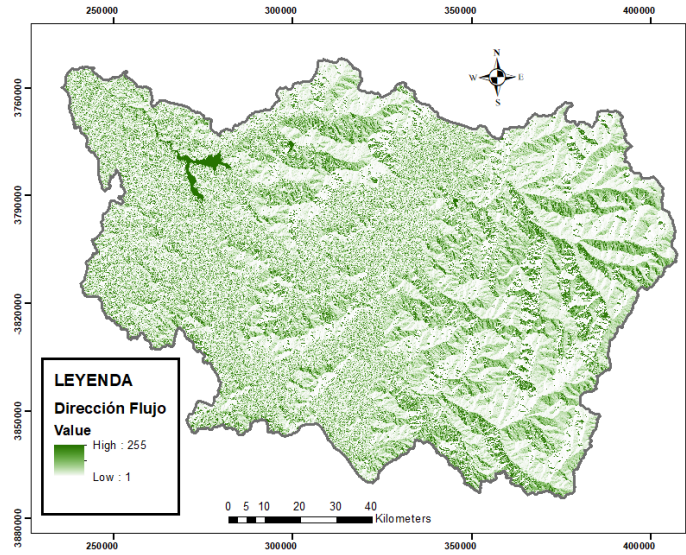 250000 300000 350000 400000
N
W E
S
3760000
3790000
3820000
LEYENDA
Dirección Flujo
Value
High : 255
Low : 1
3850000
0 5 10 20 30 40
Kilometers
3880000
250000 300000 350000 400000